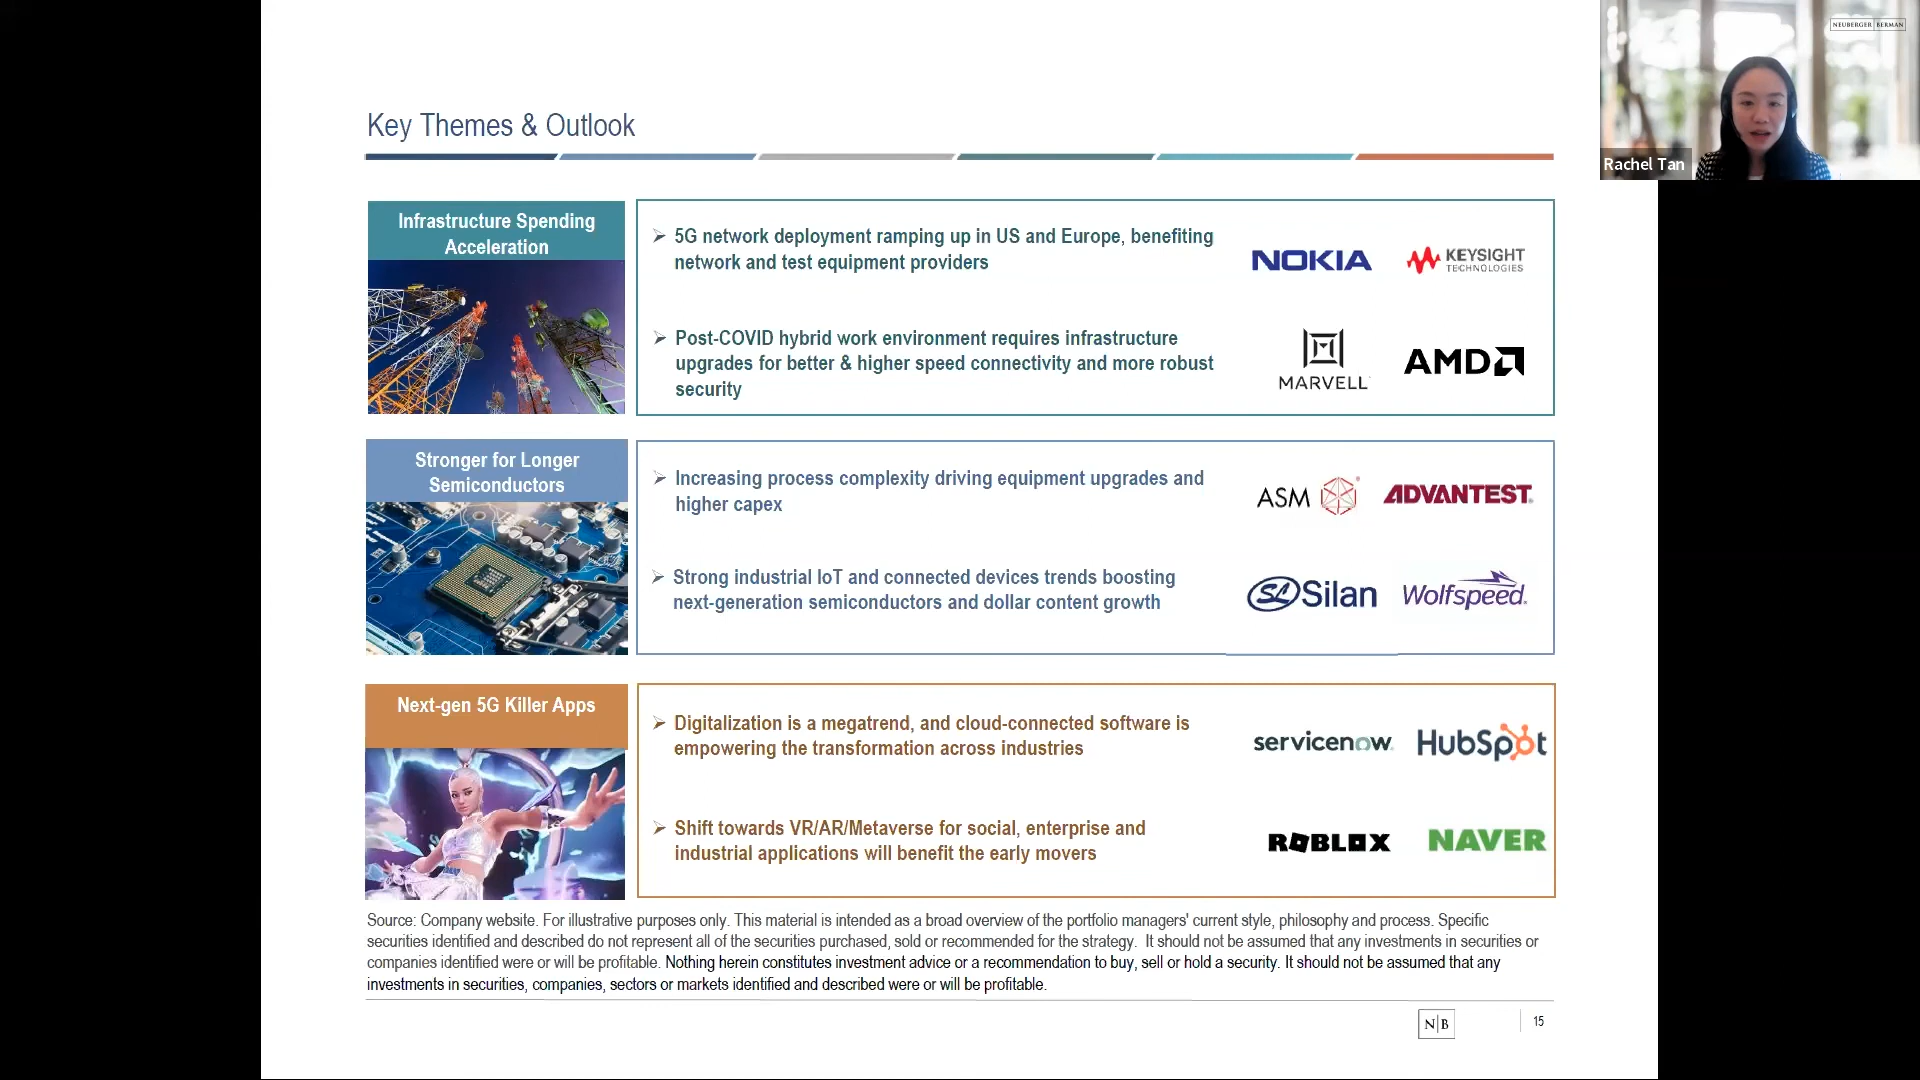 NEUBERGER BERMAN
Rachel Tan
Key Themes & Outlook
Infrastructure Spending
Acceleration
➢ 5G network deployment ramping up in US and Europe, benefiting
network and test equipment providers
NOKIA
KEYSIGHT
TECHNOLOGIES
➢ Post-COVID hybrid work environment requires infrastructure
upgrades for better & higher speed connectivity and more robust
security
MARVELL
AMD
Stronger for Longer
Semiconductors
➢ Increasing process complexity driving equipment upgrades and
higher capex
ASM
ADVANTEST
➢ Strong industrial IoT and connected devices trends boosting
next-generation semiconductors and dollar content growth
SL Silan
Wolfspeed
Next-gen 5G Killer Apps
➢ Digitalization is a megatrend, and cloud-connected software is
empowering the transformation across industries
servicenow
HubSpot
➢ Shift towards VR/AR/Metaverse for social, enterprise and
industrial applications will benefit the early movers
ROBLOX
NAVER
Source: Company website. For illustrative purposes only. This material is intended as a broad overview of the portfolio managers' current style, philosophy and process. Specific
securities identified and described do not represent all of the securities purchased, sold or recommended for the strategy. It should not be assumed that any investments in securities or
companies identified were or will be profitable. Nothing herein constitutes investment advice or a recommendation to buy, sell or hold a security. It should not be assumed that any
investments in securities, companies, sectors or markets identified and described were or will be profitable.
N|B
15